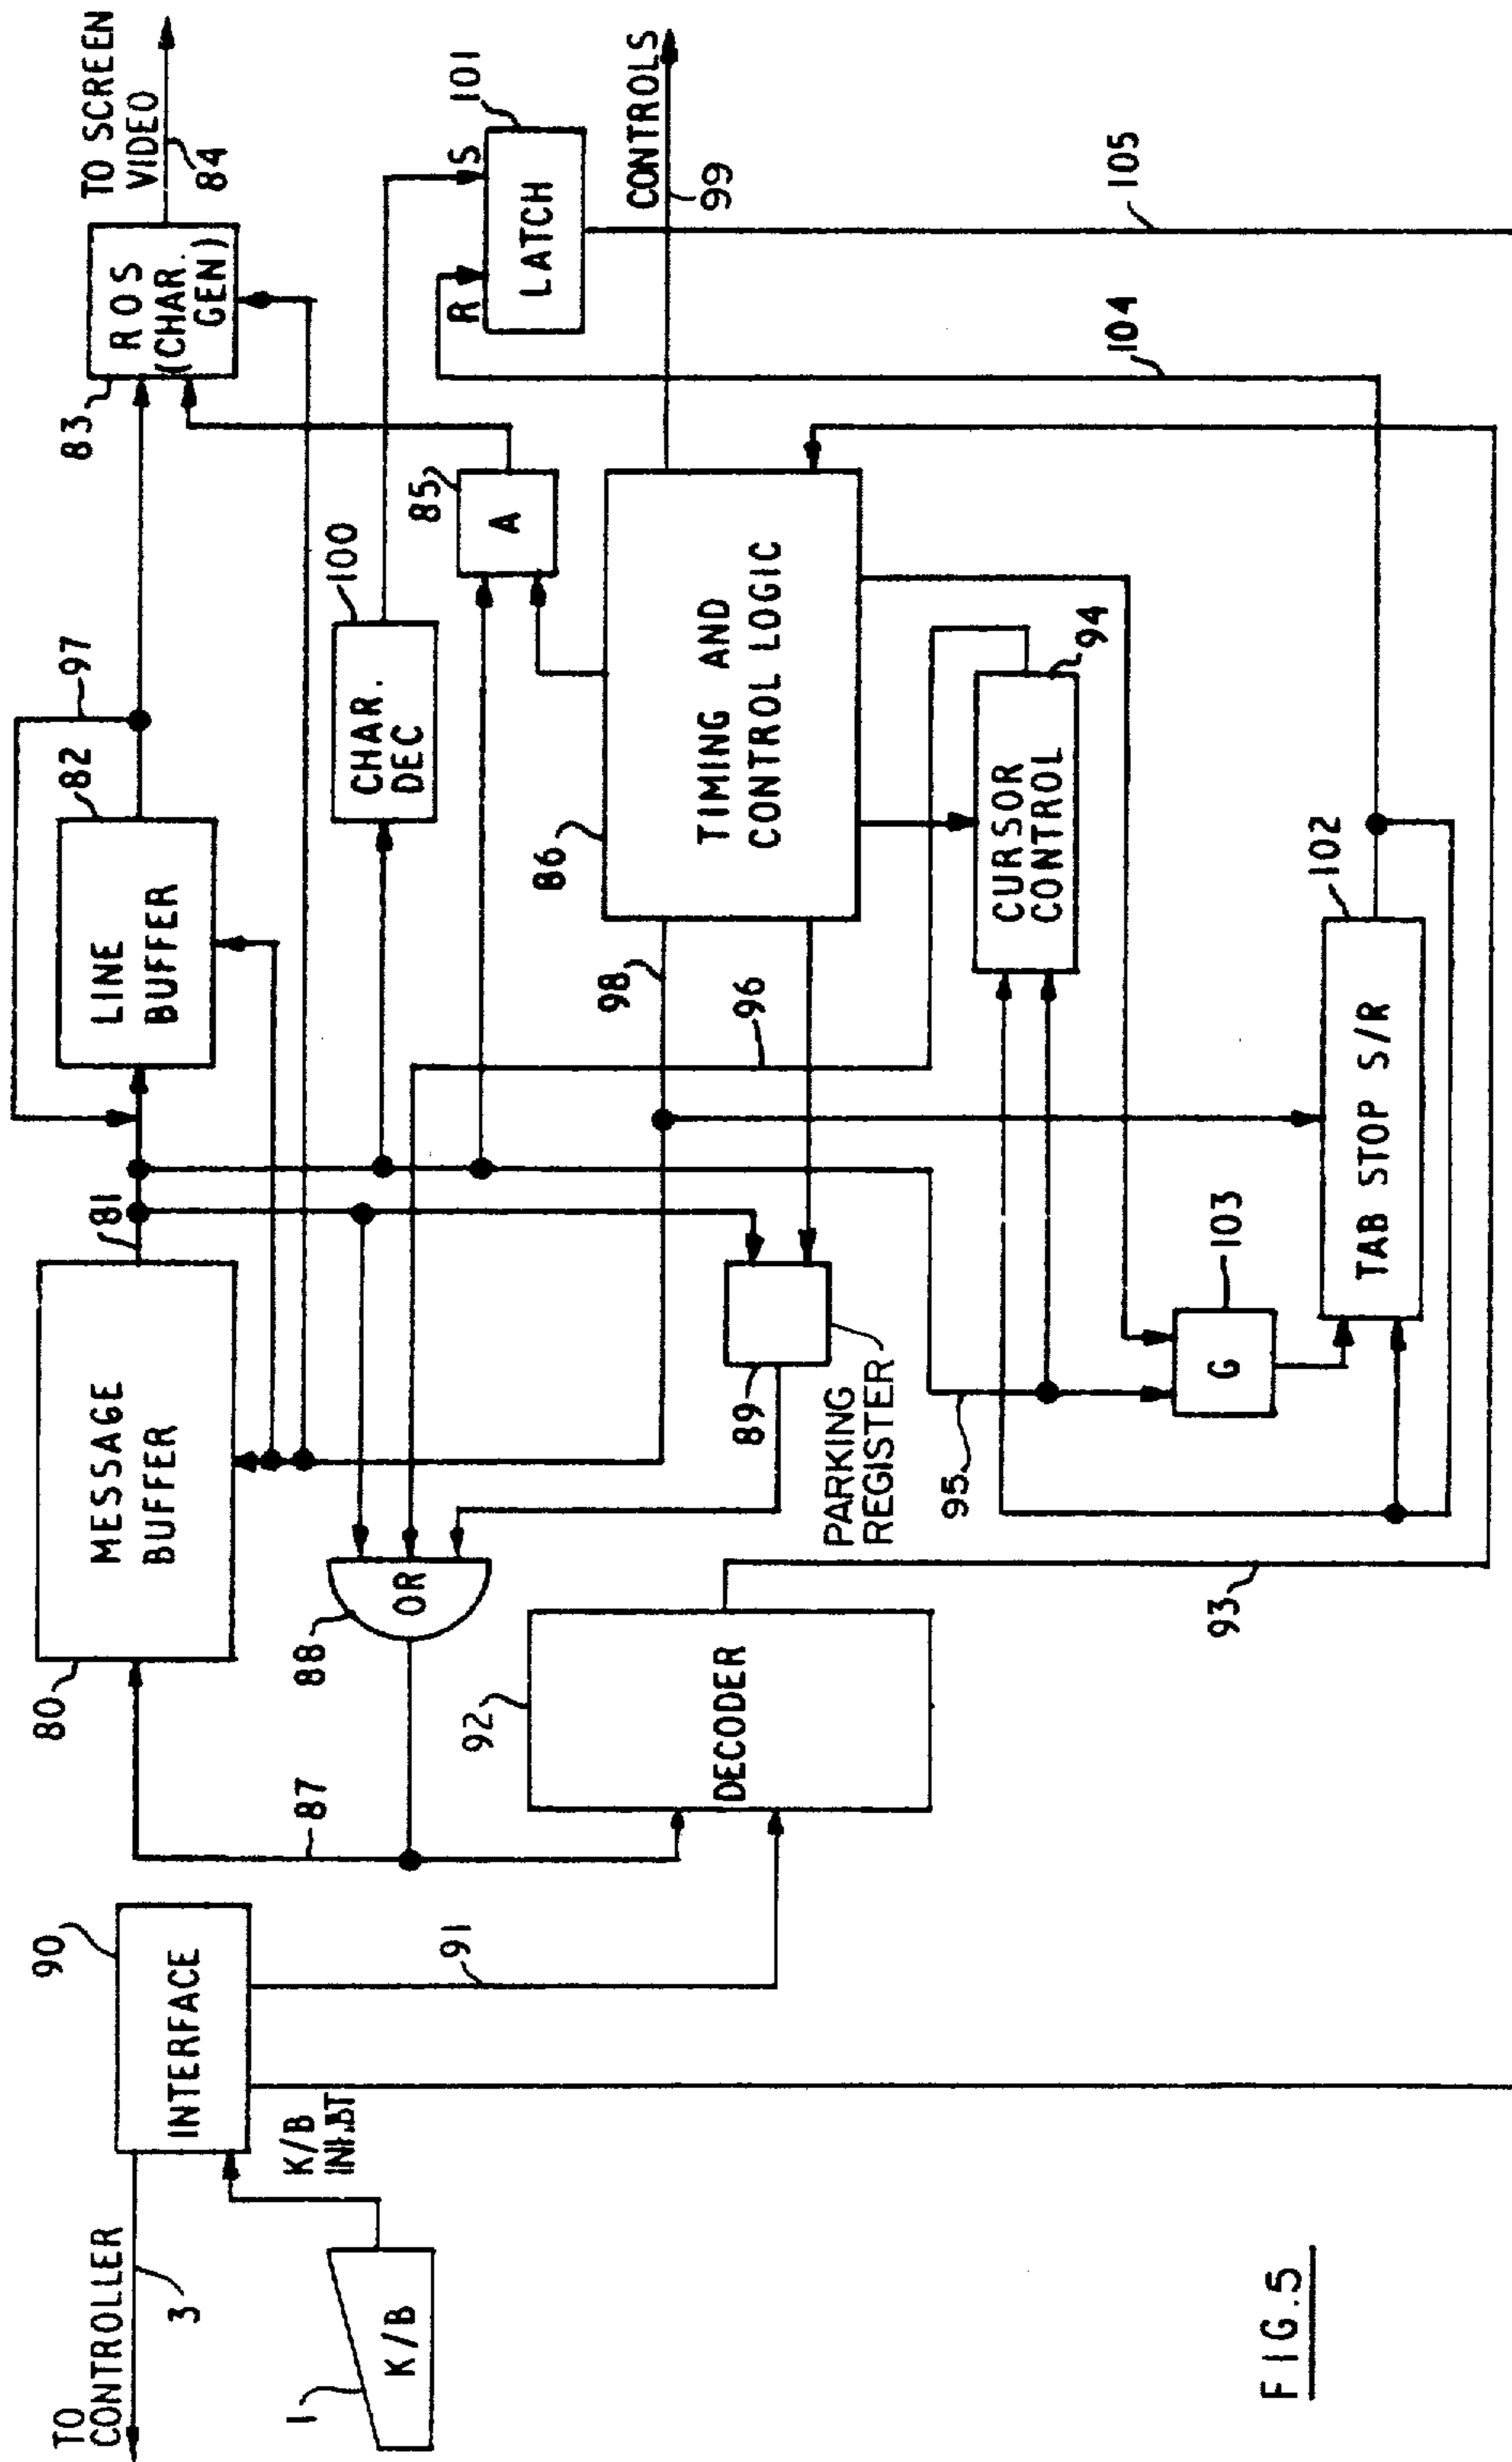 TO
CONTROLLER
3
1
K/B
K/B
90
INTERFACE
91
87
80
MESSAGE
BUFFER
81
88
OR
92
DECODER
93
89
PARKING
REGISTER
95
82
LINE
BUFFER
97
98
96
100
CHAR.
DEC
86
TIMING AND
CONTROL LOGIC
85
A
83
ROS
(CHAR.
GEN)
TO SCREEN
VIDEO
84
CURSOR
CONTROL
94
103
G
102
TAB STOP S/R
R
S
LATCH
101
CONTROLS
99
104
105
FIG.5